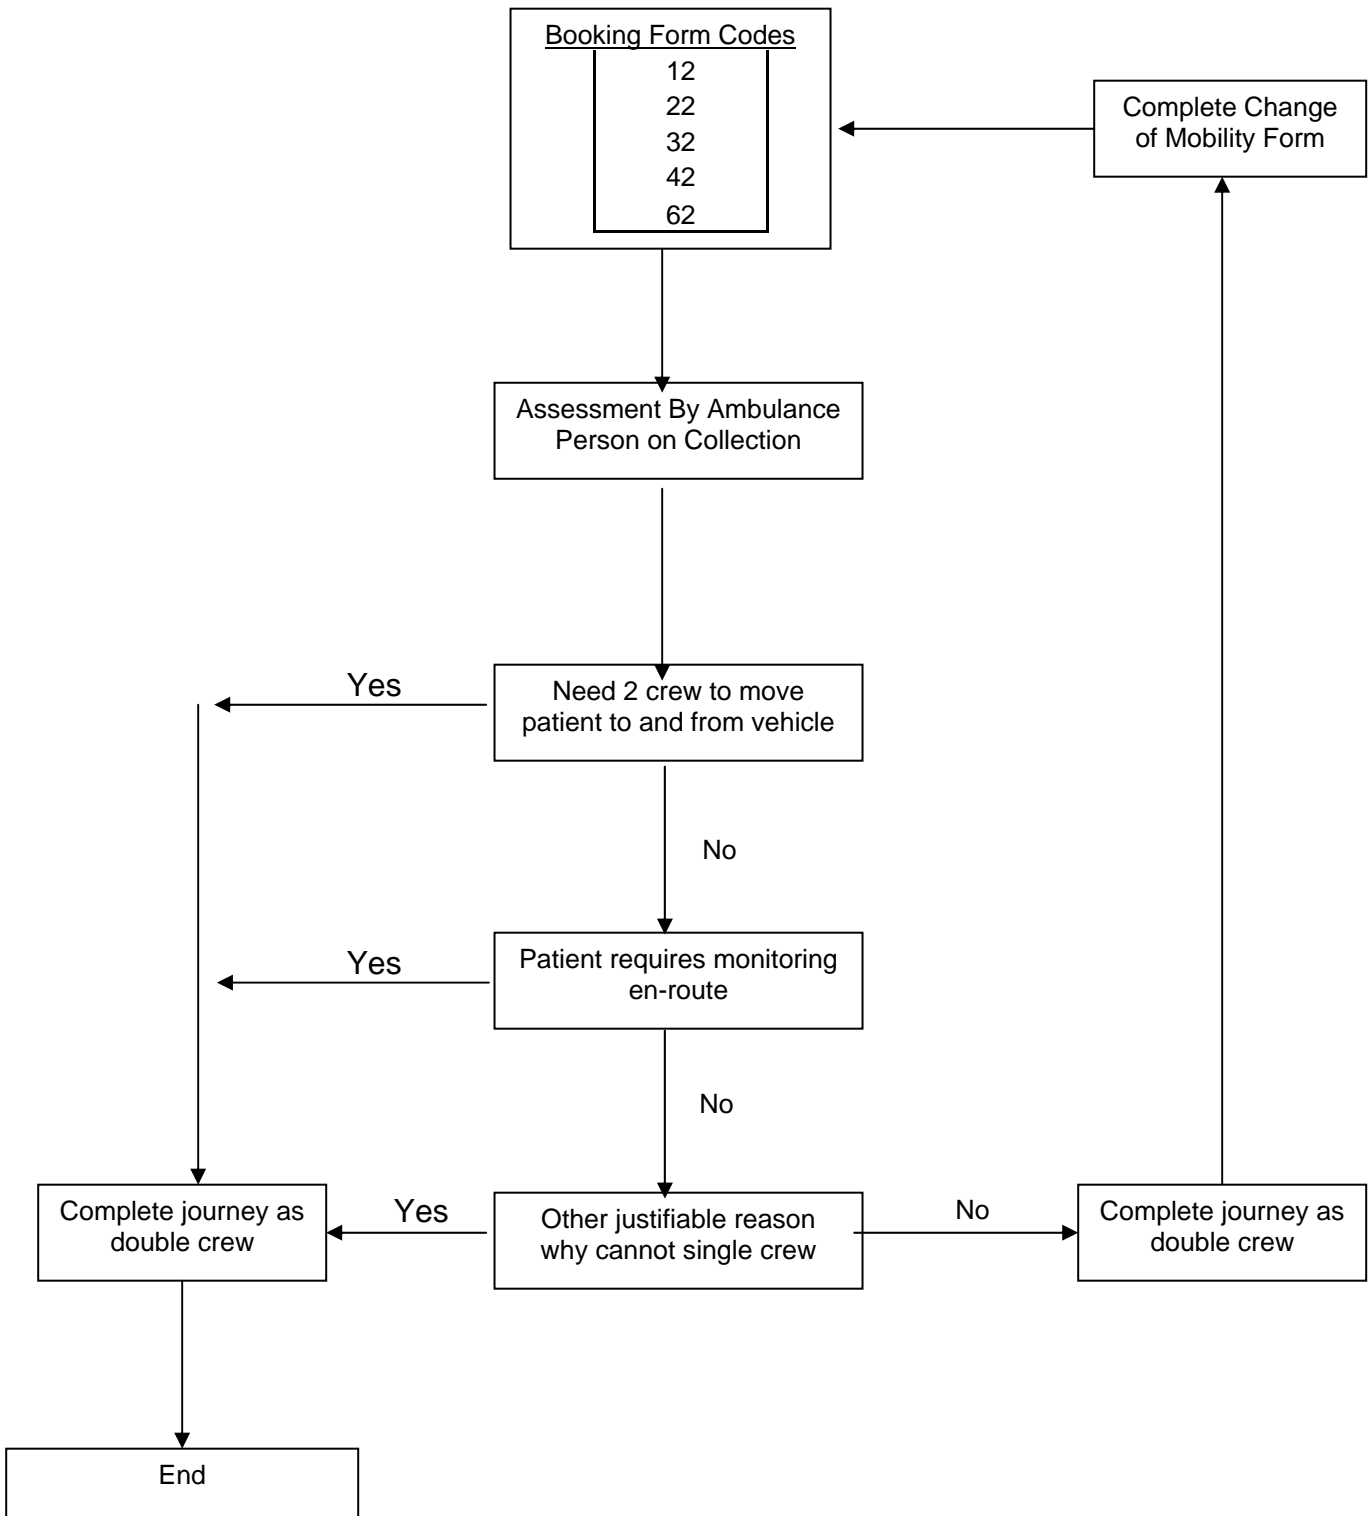 Booking Form Codes
12
22
32
42
62
Complete Change
of Mobility Form
Assessment By Ambulance
Person on Collection
Yes
Need 2 crew to move
patient to and from vehicle
No
Yes
Patient requires monitoring
en-route
No
Complete journey as
double crew
Yes
Other justifiable reason
why cannot single crew
No
Complete journey as
double crew
End